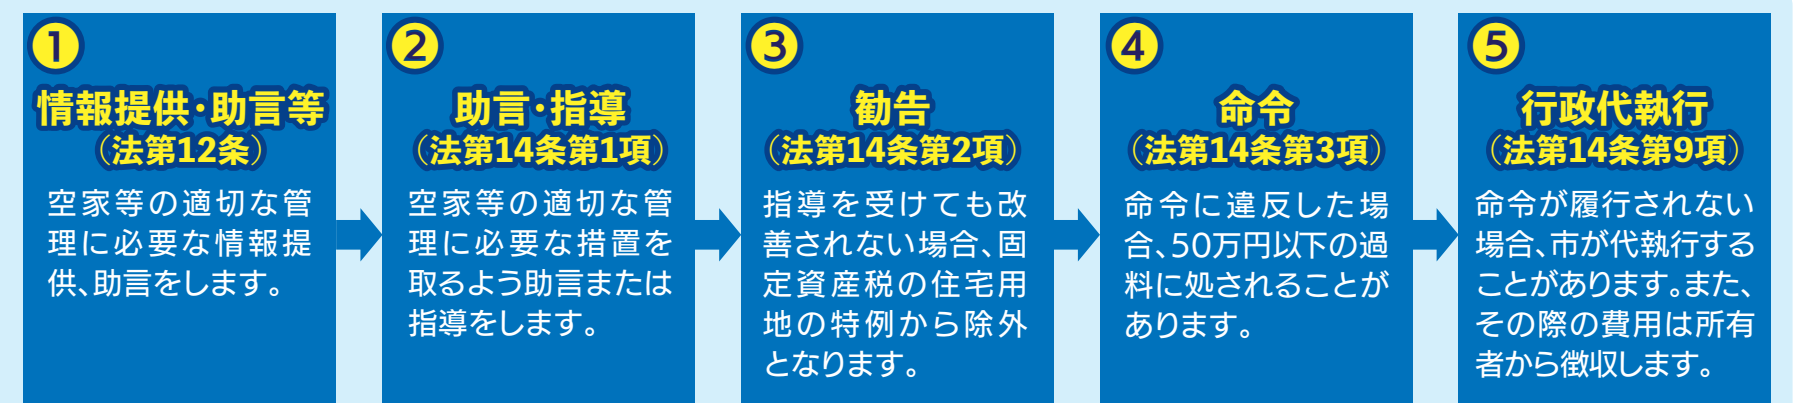 ①
情報提供・助言等
（法第12条）
空家等の適切な管
理に必要な情報提
供、助言をします。
②
助言・指導
（法第14条第1項）
空家等の適切な管
理に必要な措置を
取るよう助言または
指導をします。
③
勧告
（法第14条第2項）
指導を受けても改
善されない場合、固
定資産税の住宅用
地の特例から除外
となります。
④
命令
（法第14条第3項）
命令に違反した場
合、50万円以下の過
料に処されることが
あります。
⑤
行政代執行
（法第14条第9項）
命令が履行されない
場合、市が代執行する
ことがあります。また、
その際の費用は所有
者から徴収します。